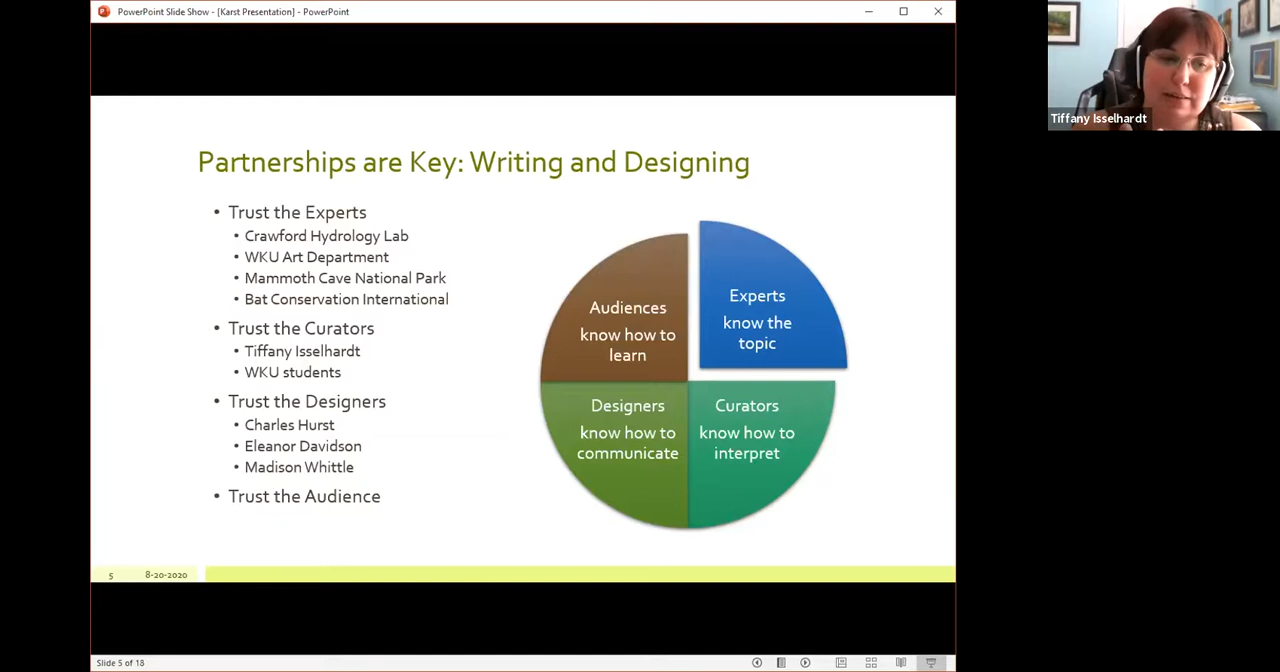 PowerPoint Slide Show - [Karst Presentation] - PowerPoint
Tiffany Isselhardt
Partnerships are Key: Writing and Designing
• Trust the Experts
• Crawford Hydrology Lab
• WKU Art Department
• Mammoth Cave National Park
• Bat Conservation International
• Trust the Curators
• Tiffany Isselhardt
• WKU students
• Trust the Designers
• Charles Hurst
• Eleanor Davidson
• Madison Whittle
• Trust the Audience
Audiences
know how to
learn
Experts
know the
topic
Designers
know how to
communicate
Curators
know how to
interpret
5 8-20-2020
Slide 5 of 18